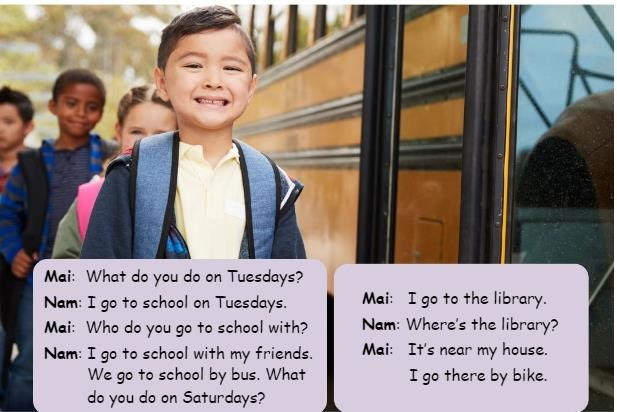 Mai: What do you do on Tuesdays?
Nam: I go to school on Tuesdays.
Mai: Who do you go to school with?
Nam: I go to school with my friends.
We go to school by bus. What
do you do on Saturdays?
Mai: I go to the library.
Nam: Where's the library?
Mai: It's near my house.
I go there by bike.